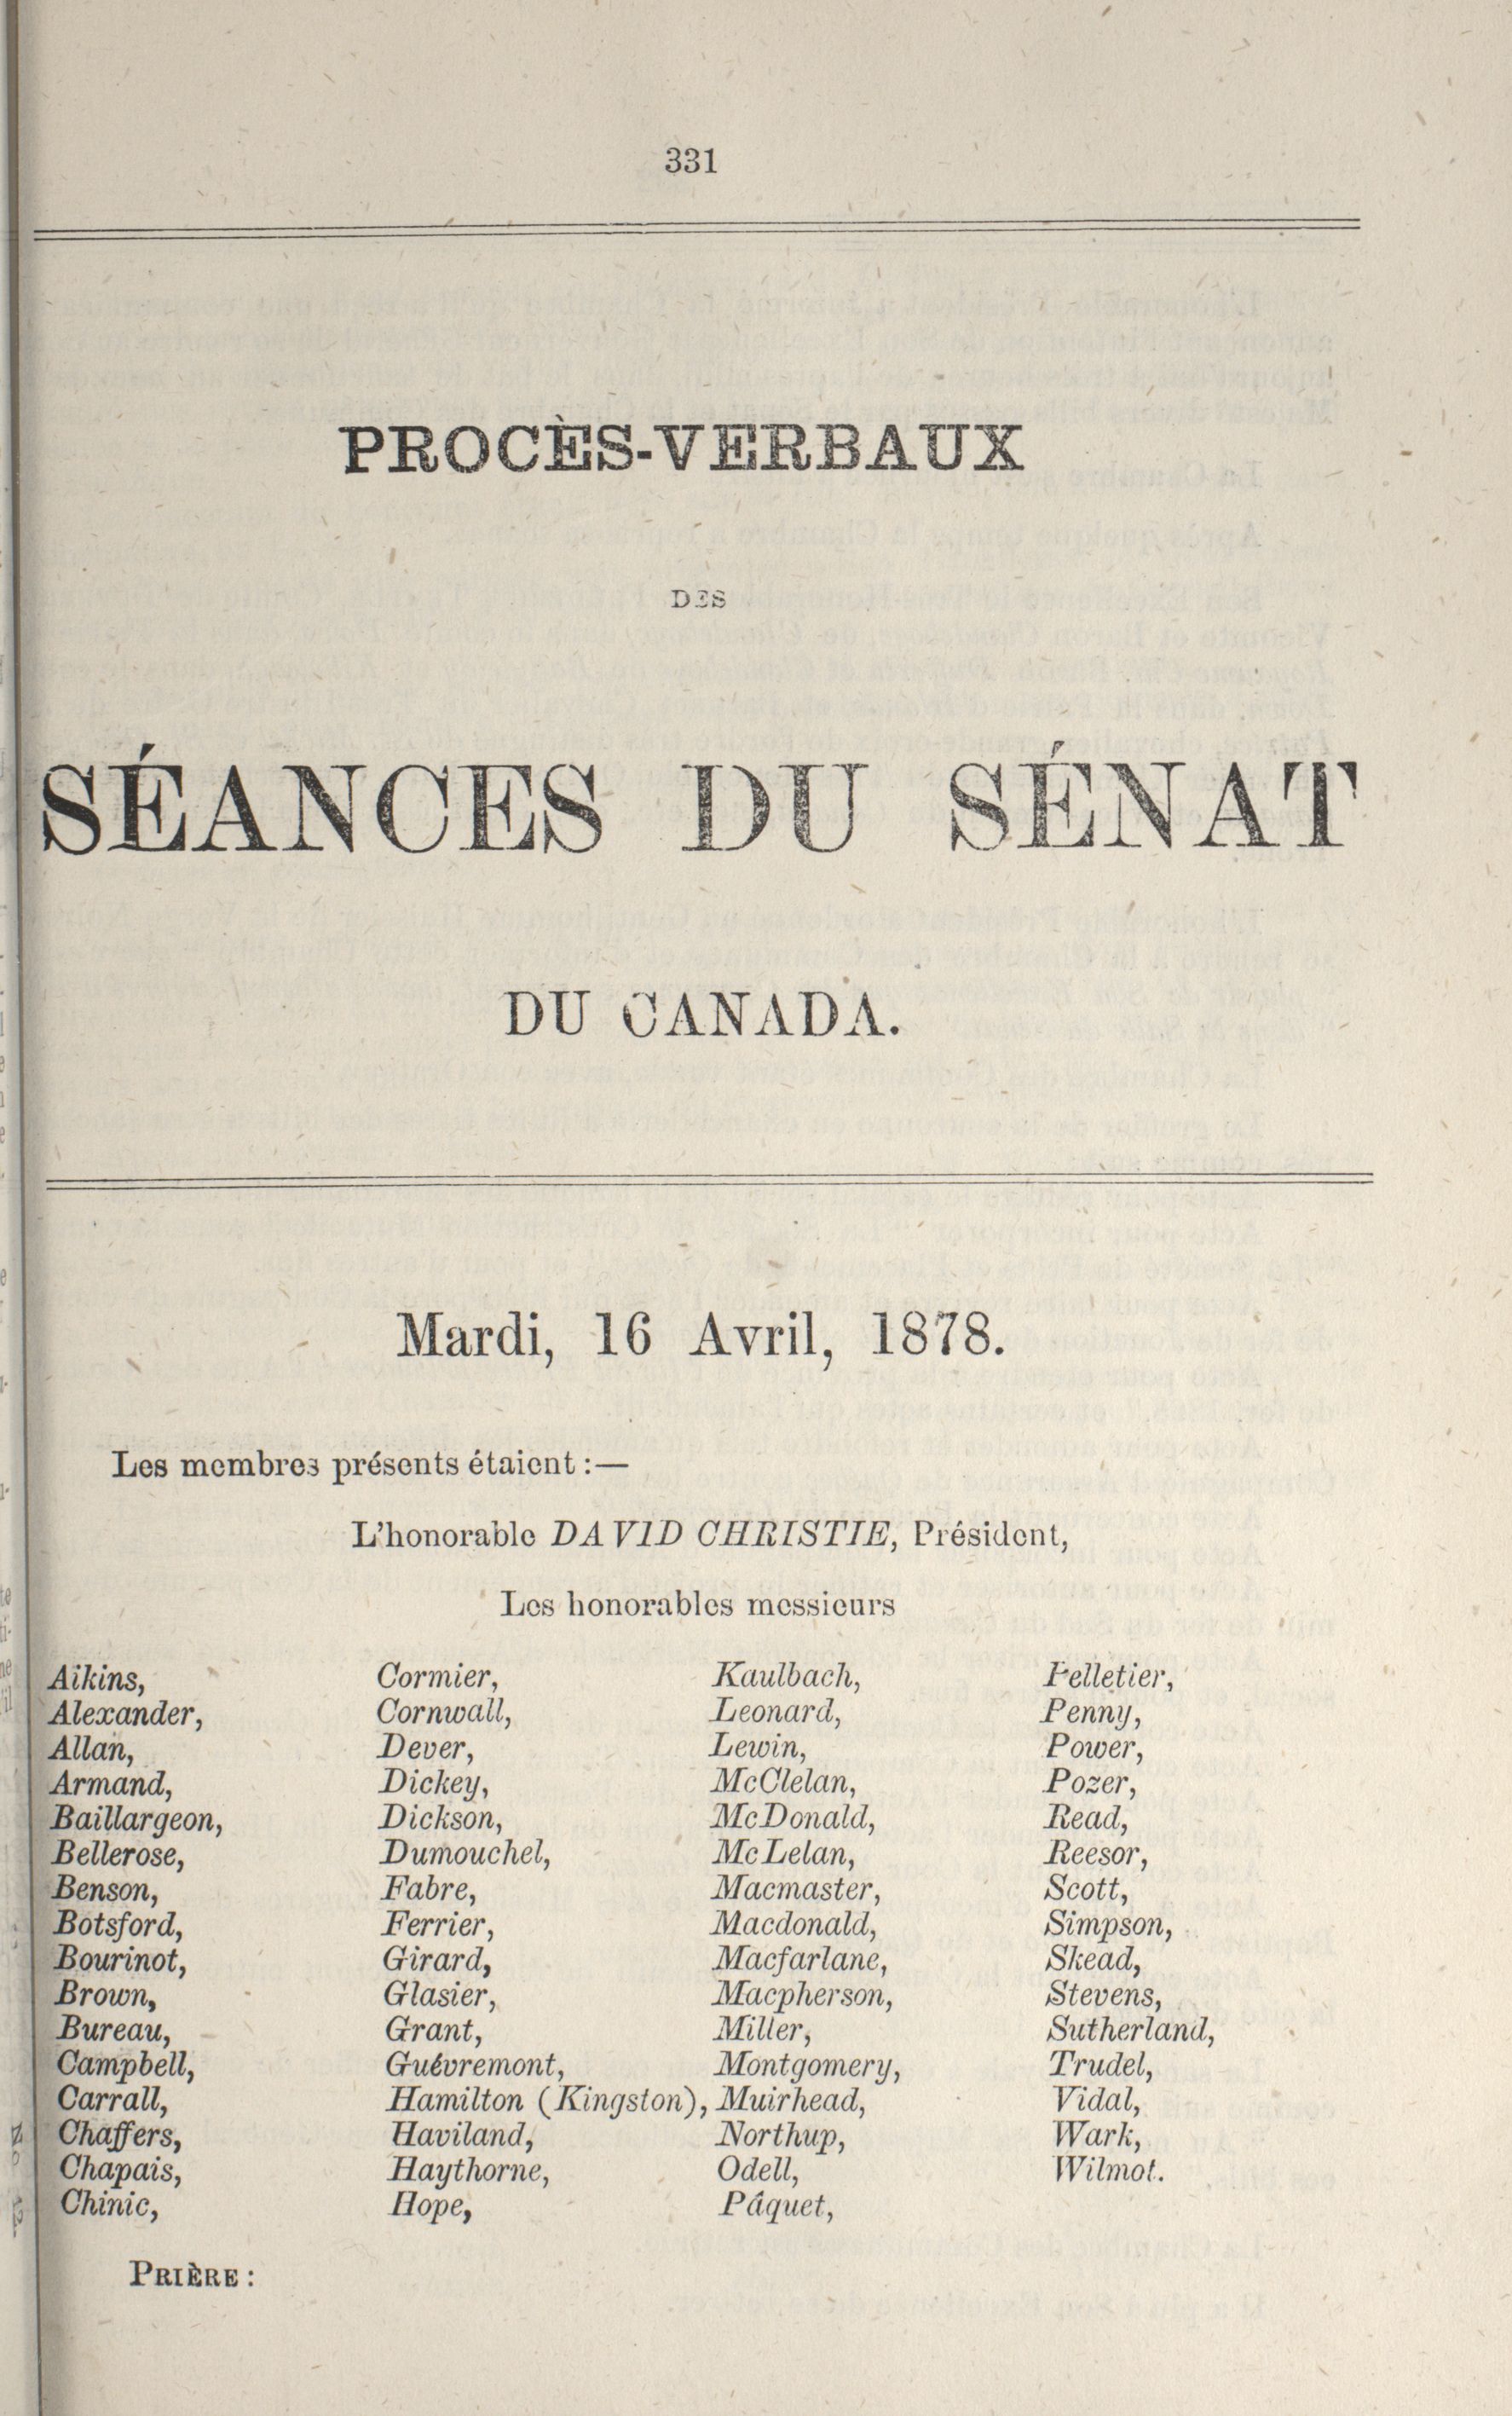 331
PROCÈS-VERBAUX
DES
SÉANCES DU SÉNAT
DU CANADA.
Mardi, 16 Avril, 1878.
Les membres présents étaient :—
L'honorable DAVID CHRISTIE, Président,
Les honorables messieurs
Aikins,
Alexander,
Allan,
Armand,
Baillargeon,
Bellerose,
Benson,
Botsford,
Bourinot,
Brown,
Bureau,
Campbell,
Carrall,
Chaffers,
Chapais,
Chinic,
Cormier,
Cornwall,
Dever,
Dickey,
Dickson,
Dumouchel,
Fabre,
Ferrier,
Girard,
Glasier,
Grant,
Guévremont,
Hamilton (Kingston),
Haviland,
Haythorne,
Hope,
Kaulbach,
Leonard,
Lewin,
McClelan,
McDonald,
McLelan,
Macmaster,
Macdonald,
Macfarlane,
Macpherson,
Miller,
Montgomery,
Muirhead,
Northup,
Odell,
Pâquet,
Pelletier,
Penny,
Power,
Pozer,
Read,
Reesor,
Scott,
Simpson,
Skead,
Stevens,
Sutherland,
Trudel,
Vidal,
Wark,
Wilmot.
PRIÈRE :